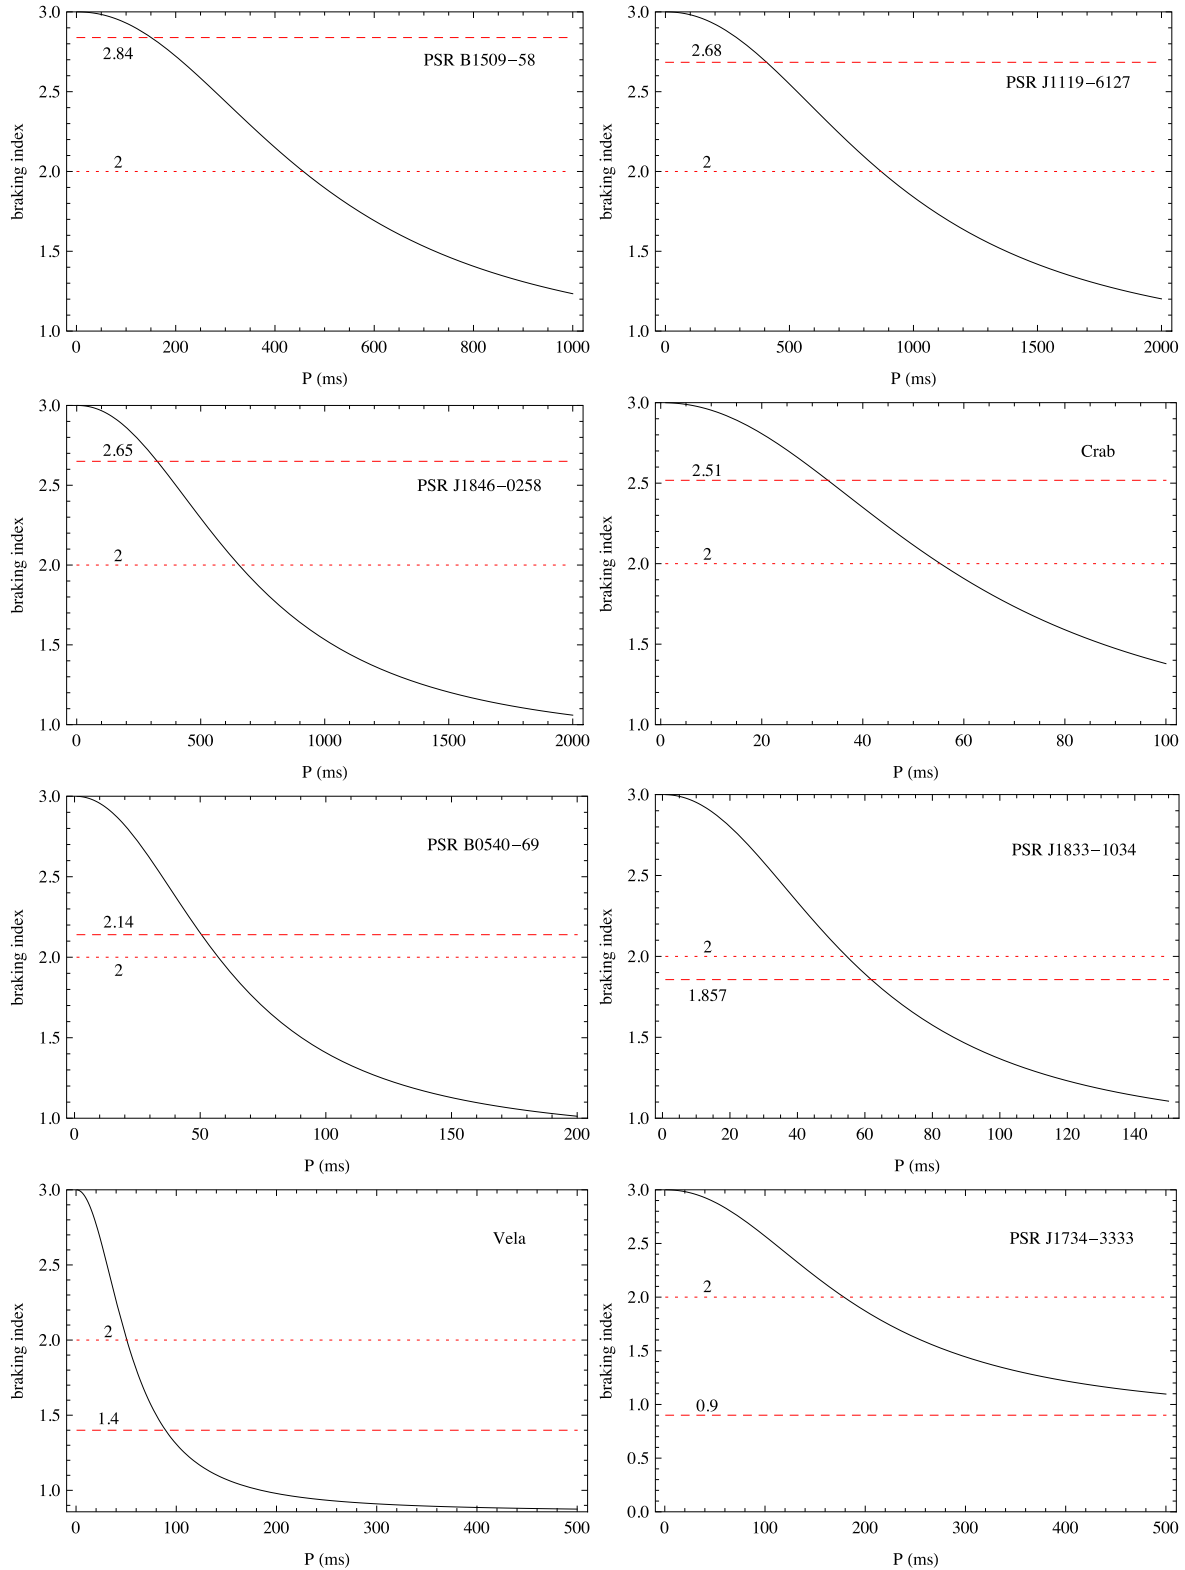 3.0
2.84
PSR B1509−58
2.5
braking index
2
2.0
1.5
1.0
0 200 400 600 800 1000
P (ms)
3.0
2.68
PSR J1119−6127
2.5
braking index
2
2.0
1.5
1.0
0 500 1000 1500 2000
P (ms)
3.0
2.65
PSR J1846−0258
2.5
braking index
2
2.0
1.5
1.0
0 500 1000 1500 2000
P (ms)
3.0
Crab
2.51
2.5
braking index
2
2.0
1.5
1.0
0 20 40 60 80 100
P (ms)
3.0
PSR B0540−69
2.5
2.14
braking index
2.0
2
1.5
1.0
0 50 100 150 200
P (ms)
3.0
PSR J1833−1034
2.5
braking index
2
2.0
1.857
1.5
1.0
0 20 40 60 80 100 120 140
P (ms)
3.0
Vela
2.5
braking index
2
2.0
1.5
1.4
1.0
0 100 200 300 400 500
P (ms)
3.0
PSR J1734−3333
2.5
braking index
2
2.0
1.5
1.0
0.9
0.5
0.0
0 100 200 300 400 500
P (ms)